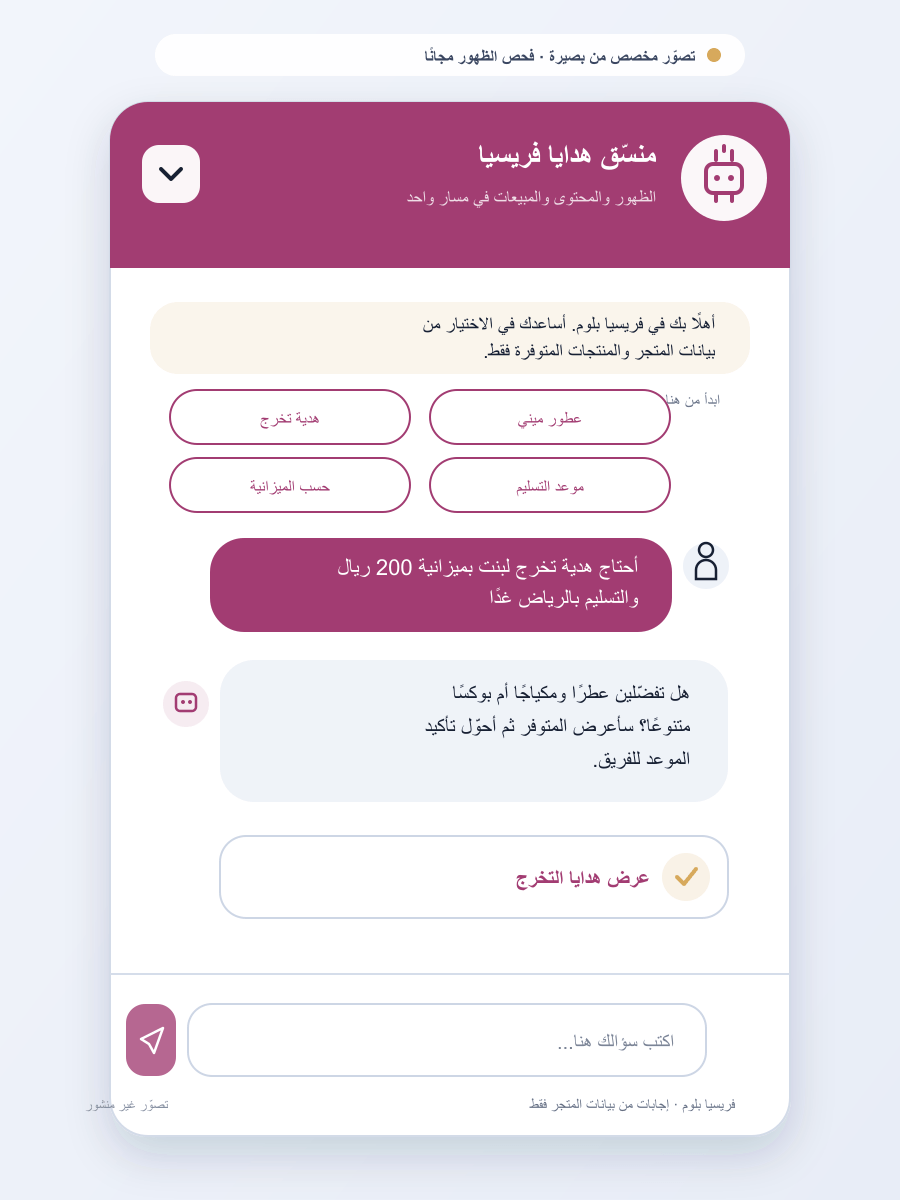 تصوّر مخصص من بصيرة · فحص الظهور مجانًا
منسّق هدايا فريسيا
الظهور والمحتوى والمبيعات في مسار واحد
أهلًا بك في فريسيا بلوم. أساعدك في الاختيار من
بيانات المتجر والمنتجات المتوفرة فقط.
ابدأ من هنا
عطور ميني
هدية تخرج
موعد التسليم
حسب الميزانية
أحتاج هدية تخرج لبنت بميزانية 200 ريال
والتسليم بالرياض غدًا
هل تفضّلين عطرًا ومكياجًا أم بوكسًا
متنوعًا؟ سأعرض المتوفر ثم أحوّل تأكيد
الموعد للفريق.
عرض هدايا التخرج
اكتب سؤالك هنا...
فريسيا بلوم · إجابات من بيانات المتجر فقط
تصوّر غير منشور